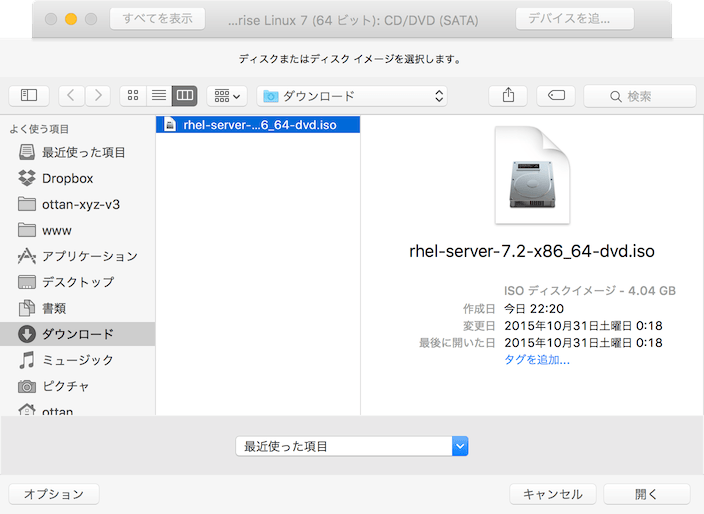 すべてを表示
...rise Linux 7 (64 ビット): CD/DVD (SATA)
デバイスを追...
ディスクまたはディスク イメージを選択します。
ダウンロード
検索
よく使う項目
最近使った項目
Dropbox
ottan-xyz-v3
www
アプリケーション
デスクトップ
書類
ダウンロード
ミュージック
ピクチャ
ottan
rhel-server-...6_64-dvd.iso
rhel-server-7.2-x86_64-dvd.iso
ISO ディスクイメージ - 4.04 GB
作成日 今日 22:20
変更日 2015年10月31日土曜日 0:18
最後に開いた日 2015年10月31日土曜日 0:18
タグを追加...
最近使った項目
オプション
キャンセル
開く